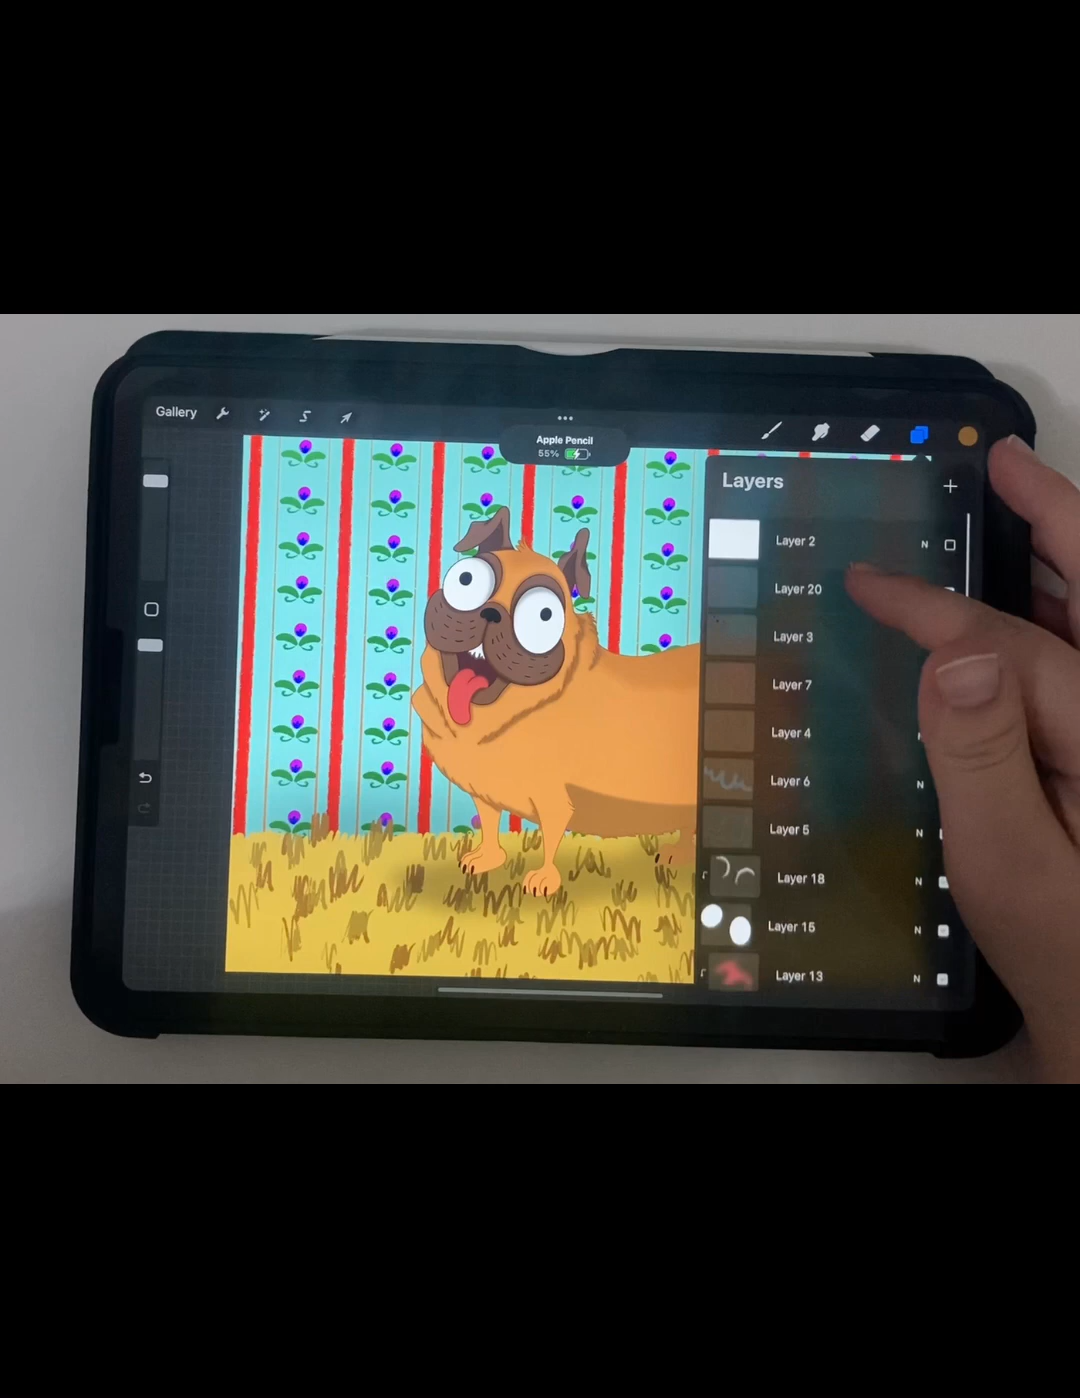 Gallery
Apple Pencil
55%
Layers
Layer 2 N
Layer 20
Layer 3
Layer 7
Layer 4
Layer 6 N
Layer 5 N
Layer 18 N
Layer 15 N
Layer 13 N